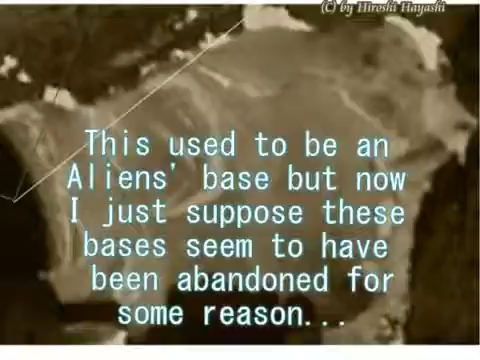 (C) by Hiroshi Hayashi
This used to be an
Aliens' base but now
I just suppose these
bases seem to have
been abandoned for
some reason...